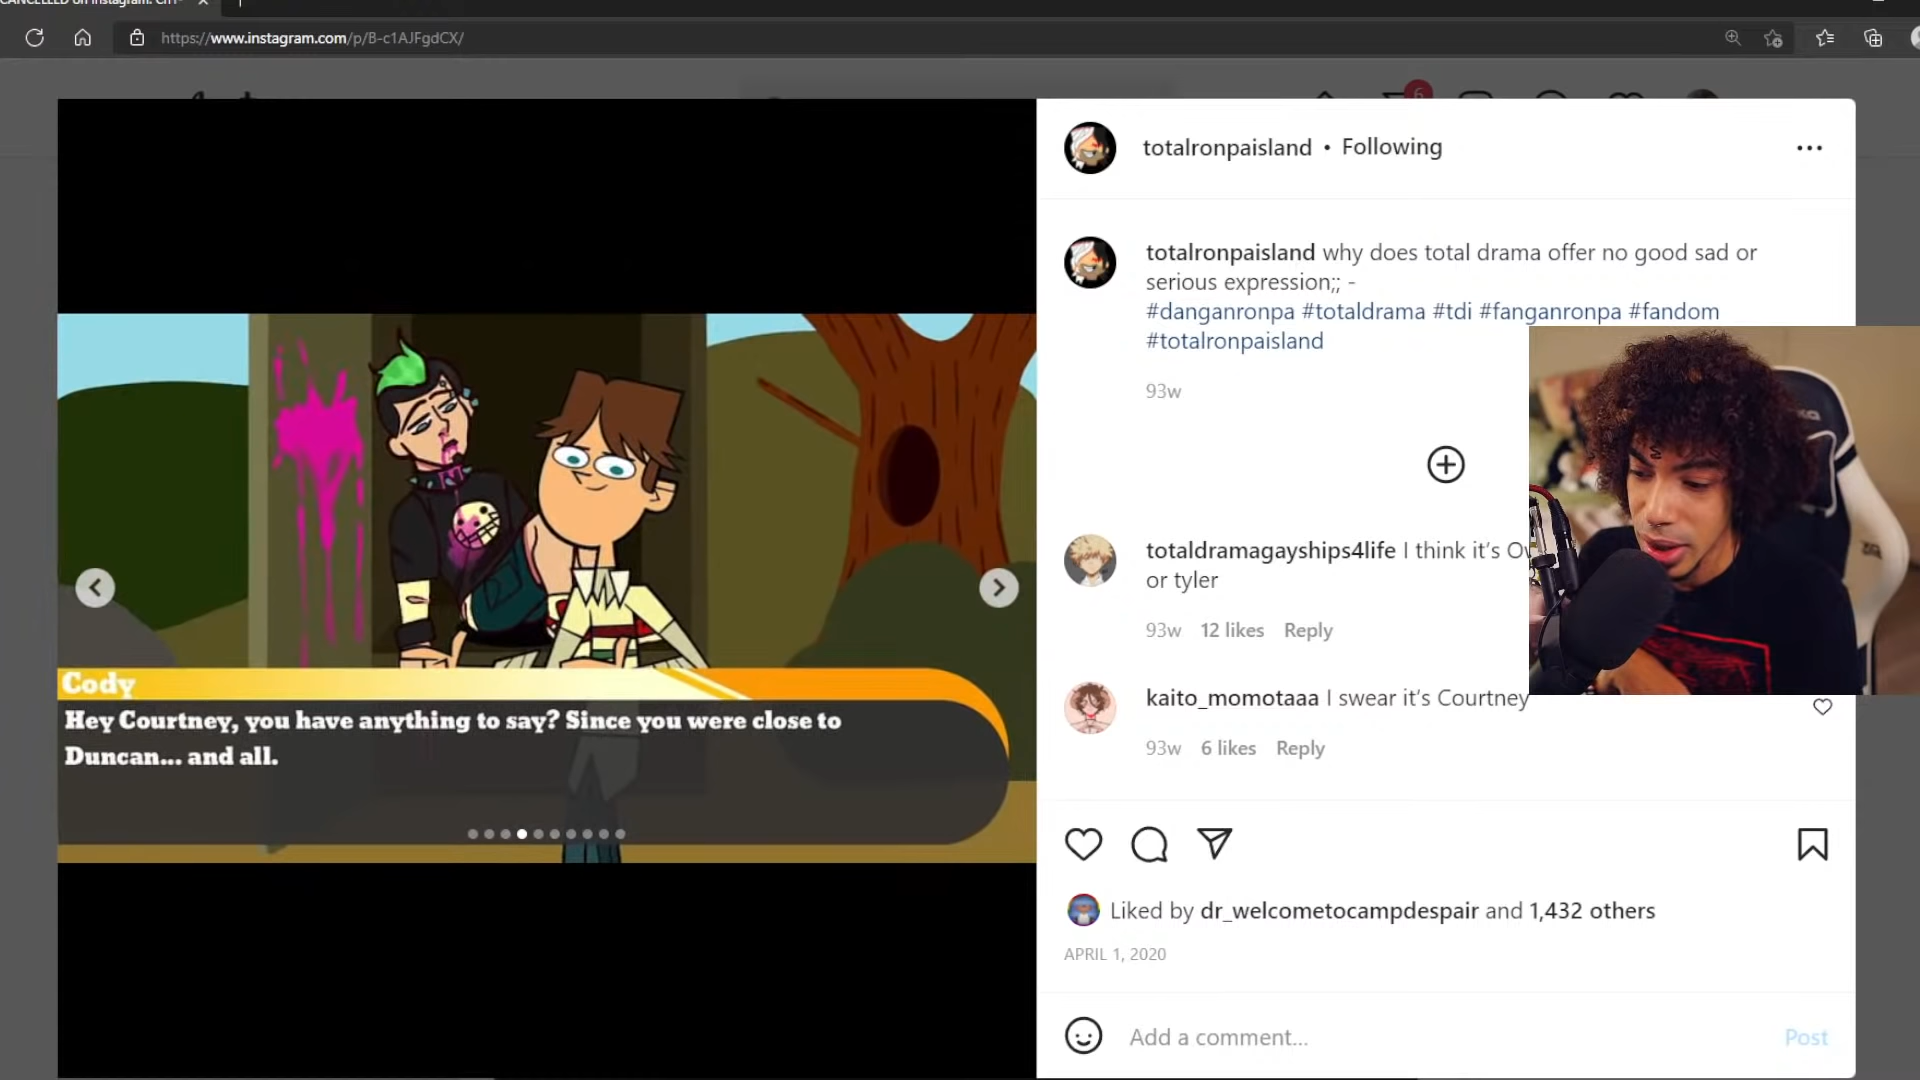 https://www.instagram.com/p/B-c1AJFgdCX/
6
totalronpaisland • Following
totalronpaisland why does total drama offer no good sad or
serious expression;; -
#danganronpa #totaldrama #tdi #fanganronpa #fandom
#totalronpaisland
93w
totaldramagayships4life I think it's
or tyler
93w 12 likes Reply
kaito_momotaaa I swear it's Courtney
93w 6 likes Reply
Cody
Hey Courtney, you have anything to say? Since you were close to
Duncan... and all.
Liked by dr_welcometocampdespair and 1,432 others
APRIL 1, 2020
Add a comment...
Post